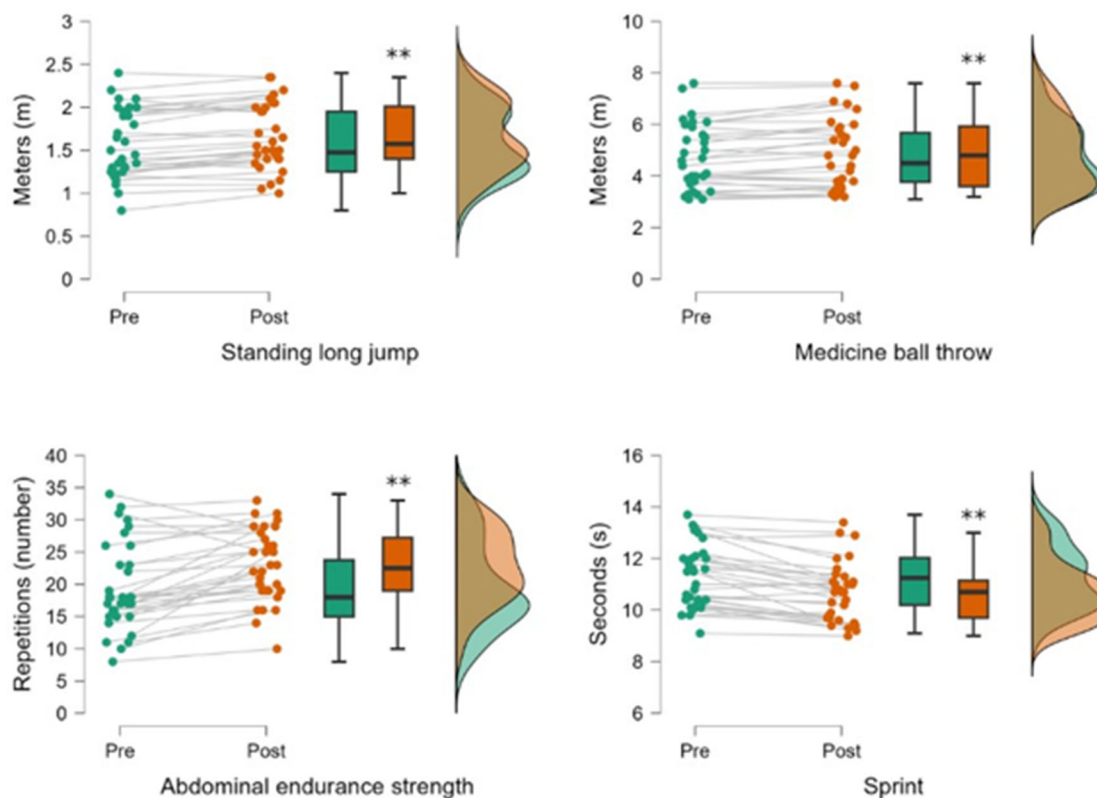 3
2.5
2
1.5
1
0.5
0
Meters (m)
**
Pre
Post
Standing long jump
10
8
6
4
2
0
Meters (m)
**
Pre
Post
Medicine ball throw
40
35
30
25
20
15
10
5
0
Repetitions (number)
**
Pre
Post
Abdominal endurance strength
16
14
12
10
8
6
Seconds (s)
**
Pre
Post
Sprint